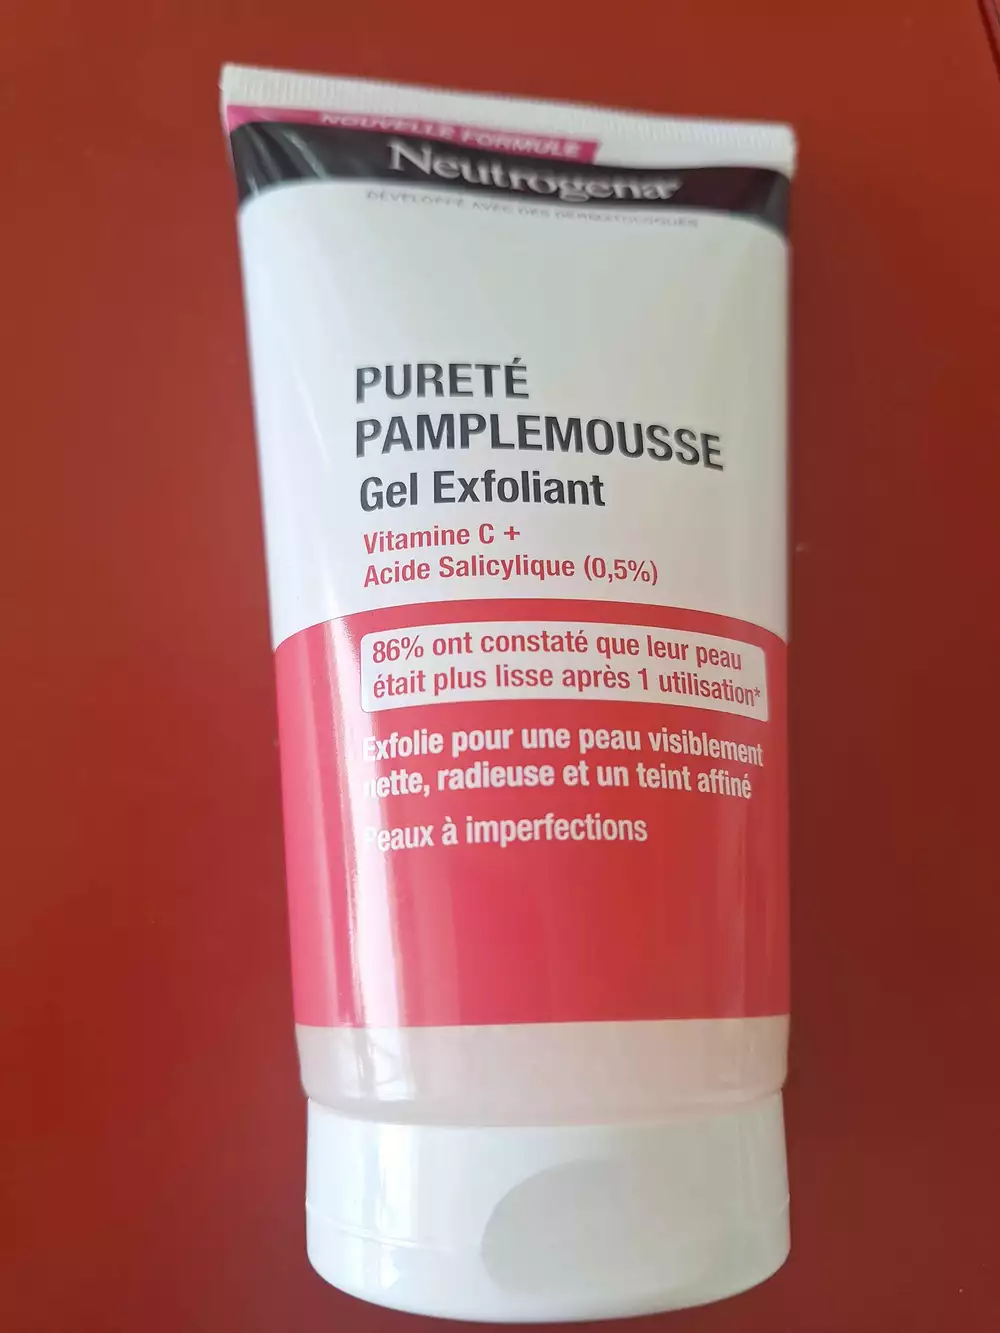 NOUVELLE FORMULE
Neutrogena®
DÉVELOPPÉ AVEC DES DERMATOLOGUES
PURETÉ
PAMPLEMOUSSE
Gel Exfoliant
Vitamine C +
Acide Salicylique (0,5%)
86% ont constaté que leur peau
était plus lisse après 1 utilisation*
Exfolie pour une peau visiblement
nette, radieuse et un teint affiné
Peaux à imperfections